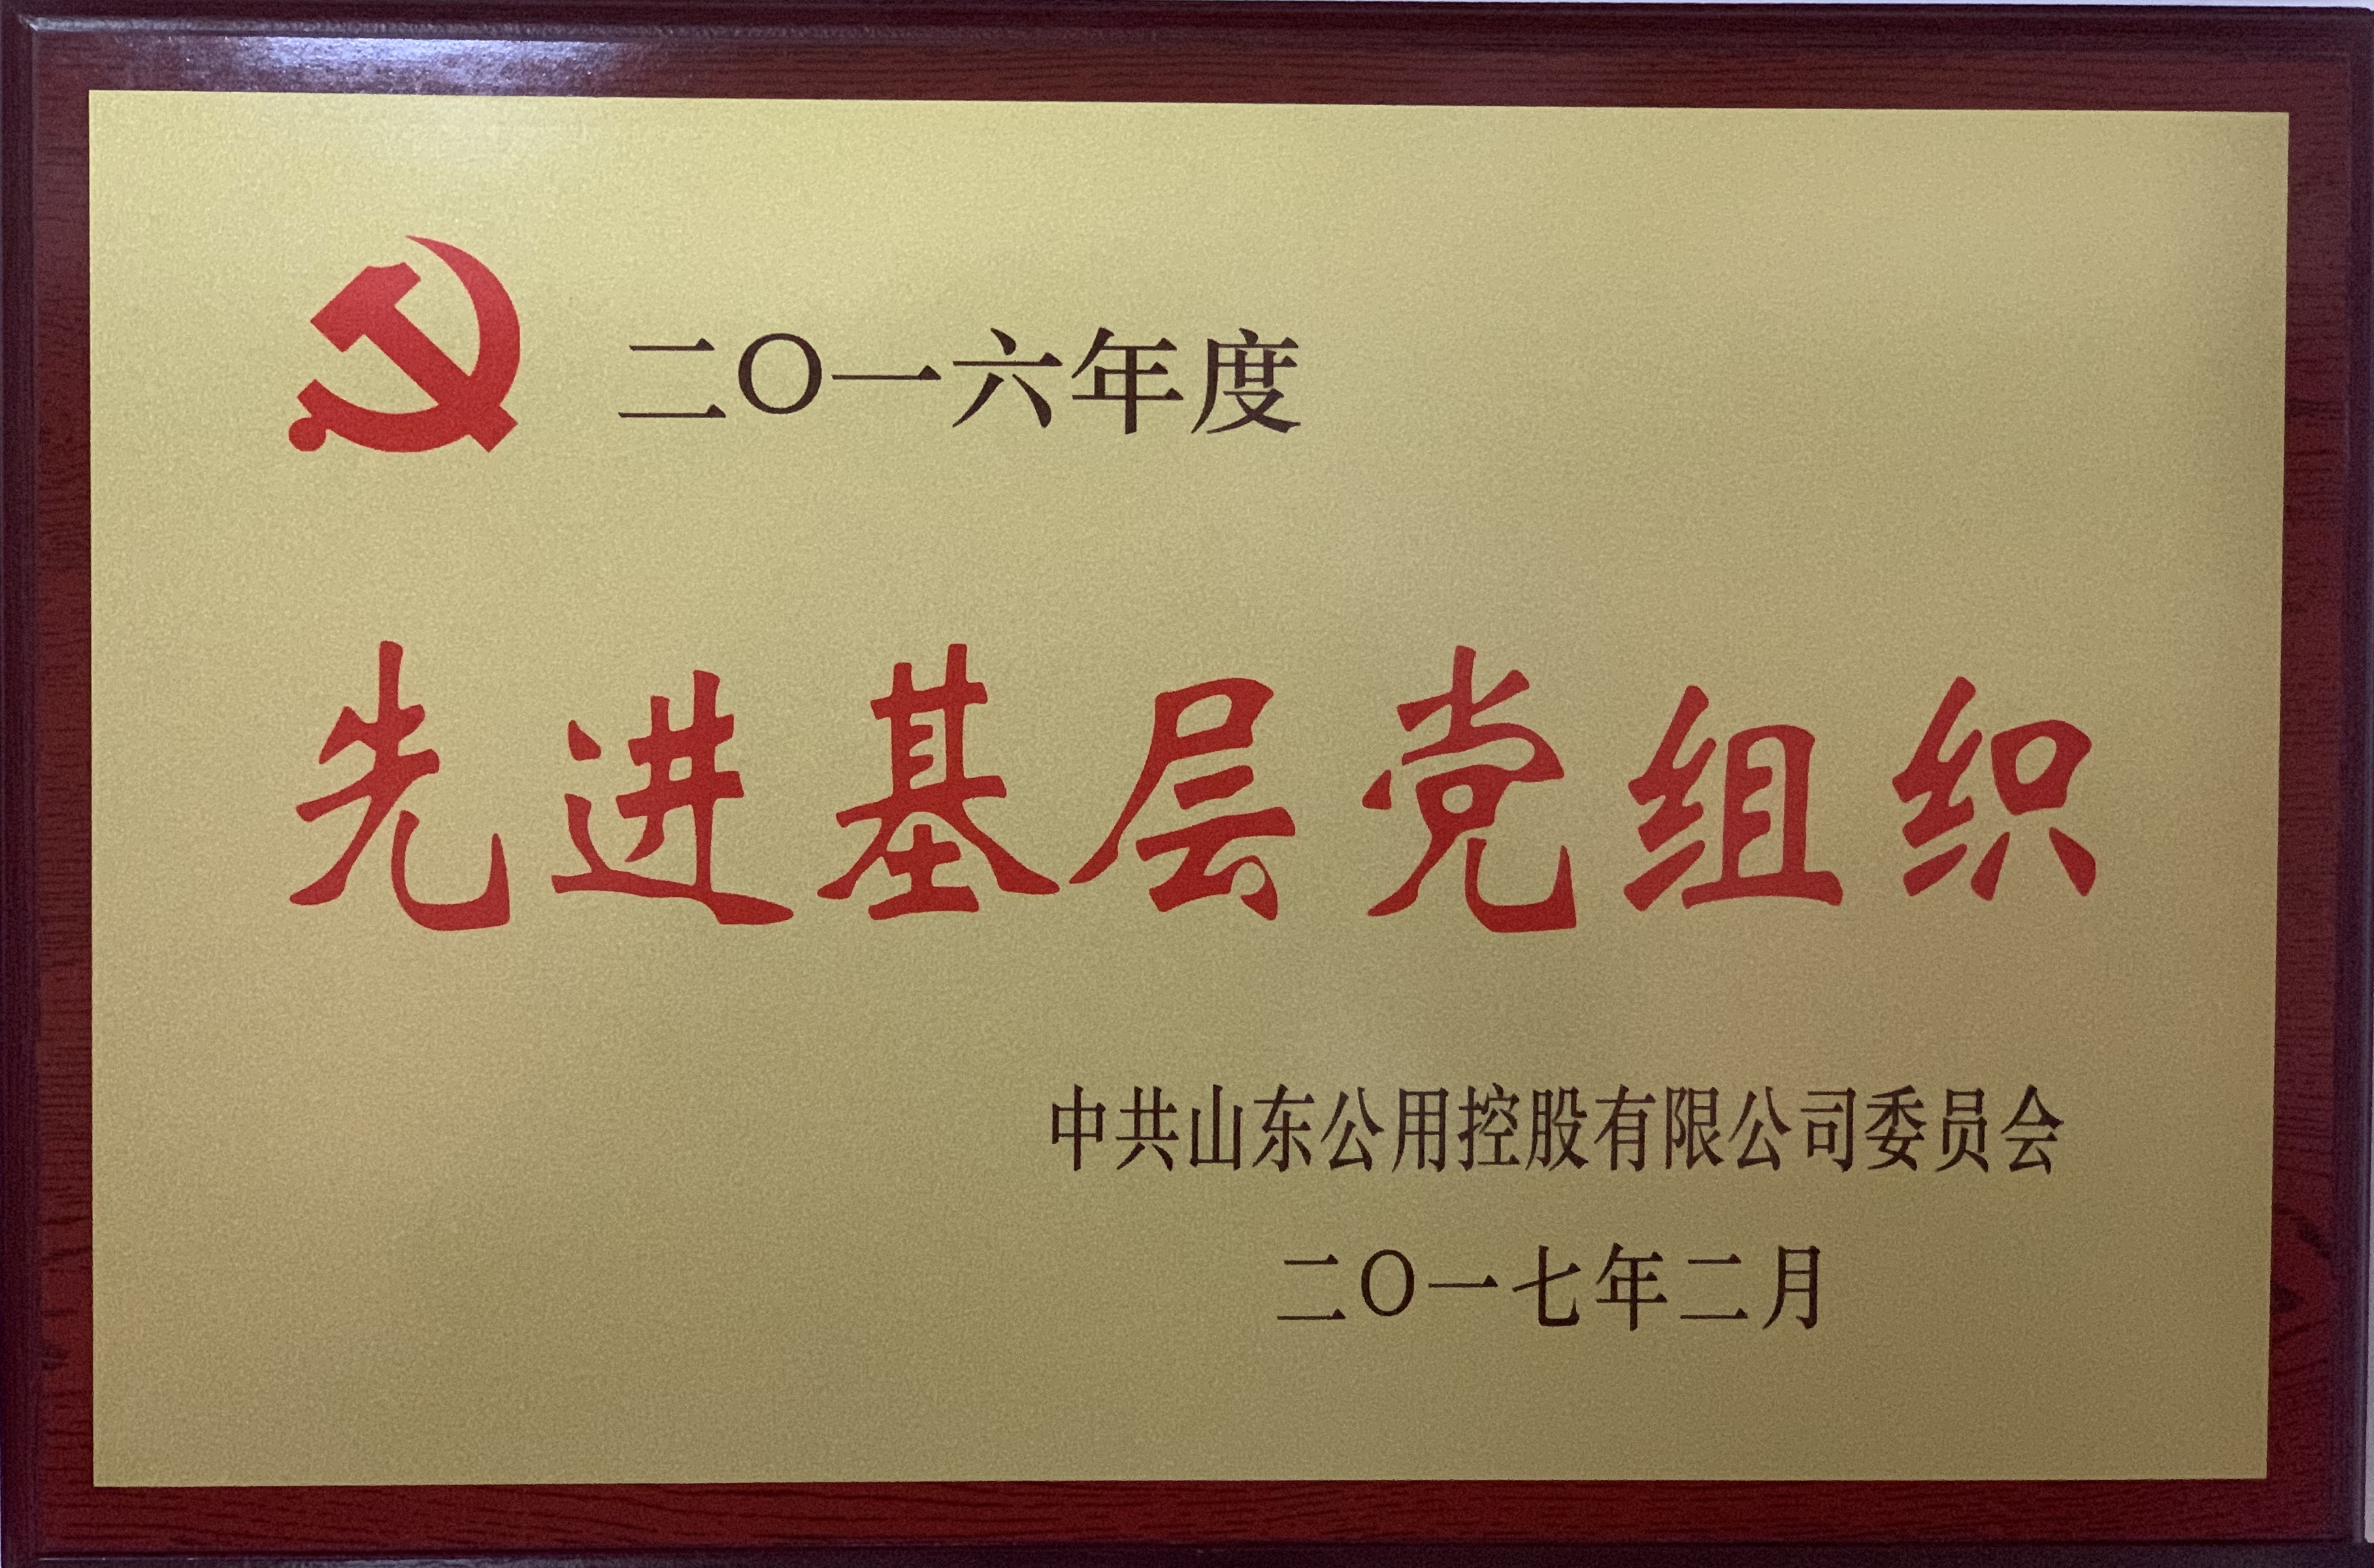 二〇一六年度
先进基层党组织
中共山东公用控股有限公司委员会
二〇一七年二月